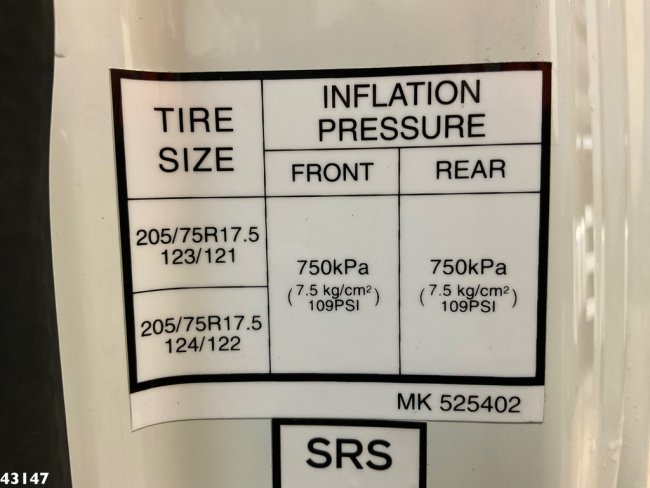 TIRE
SIZE
INFLATION
PRESSURE
FRONT
REAR
205/75R17.5
123/121
205/75R17.5
124/122
750kPa
(7.5 kg/cm²)
109PSI
750kPa
(7.5 kg/cm²)
109PSI
MK 525402
SRS
43147